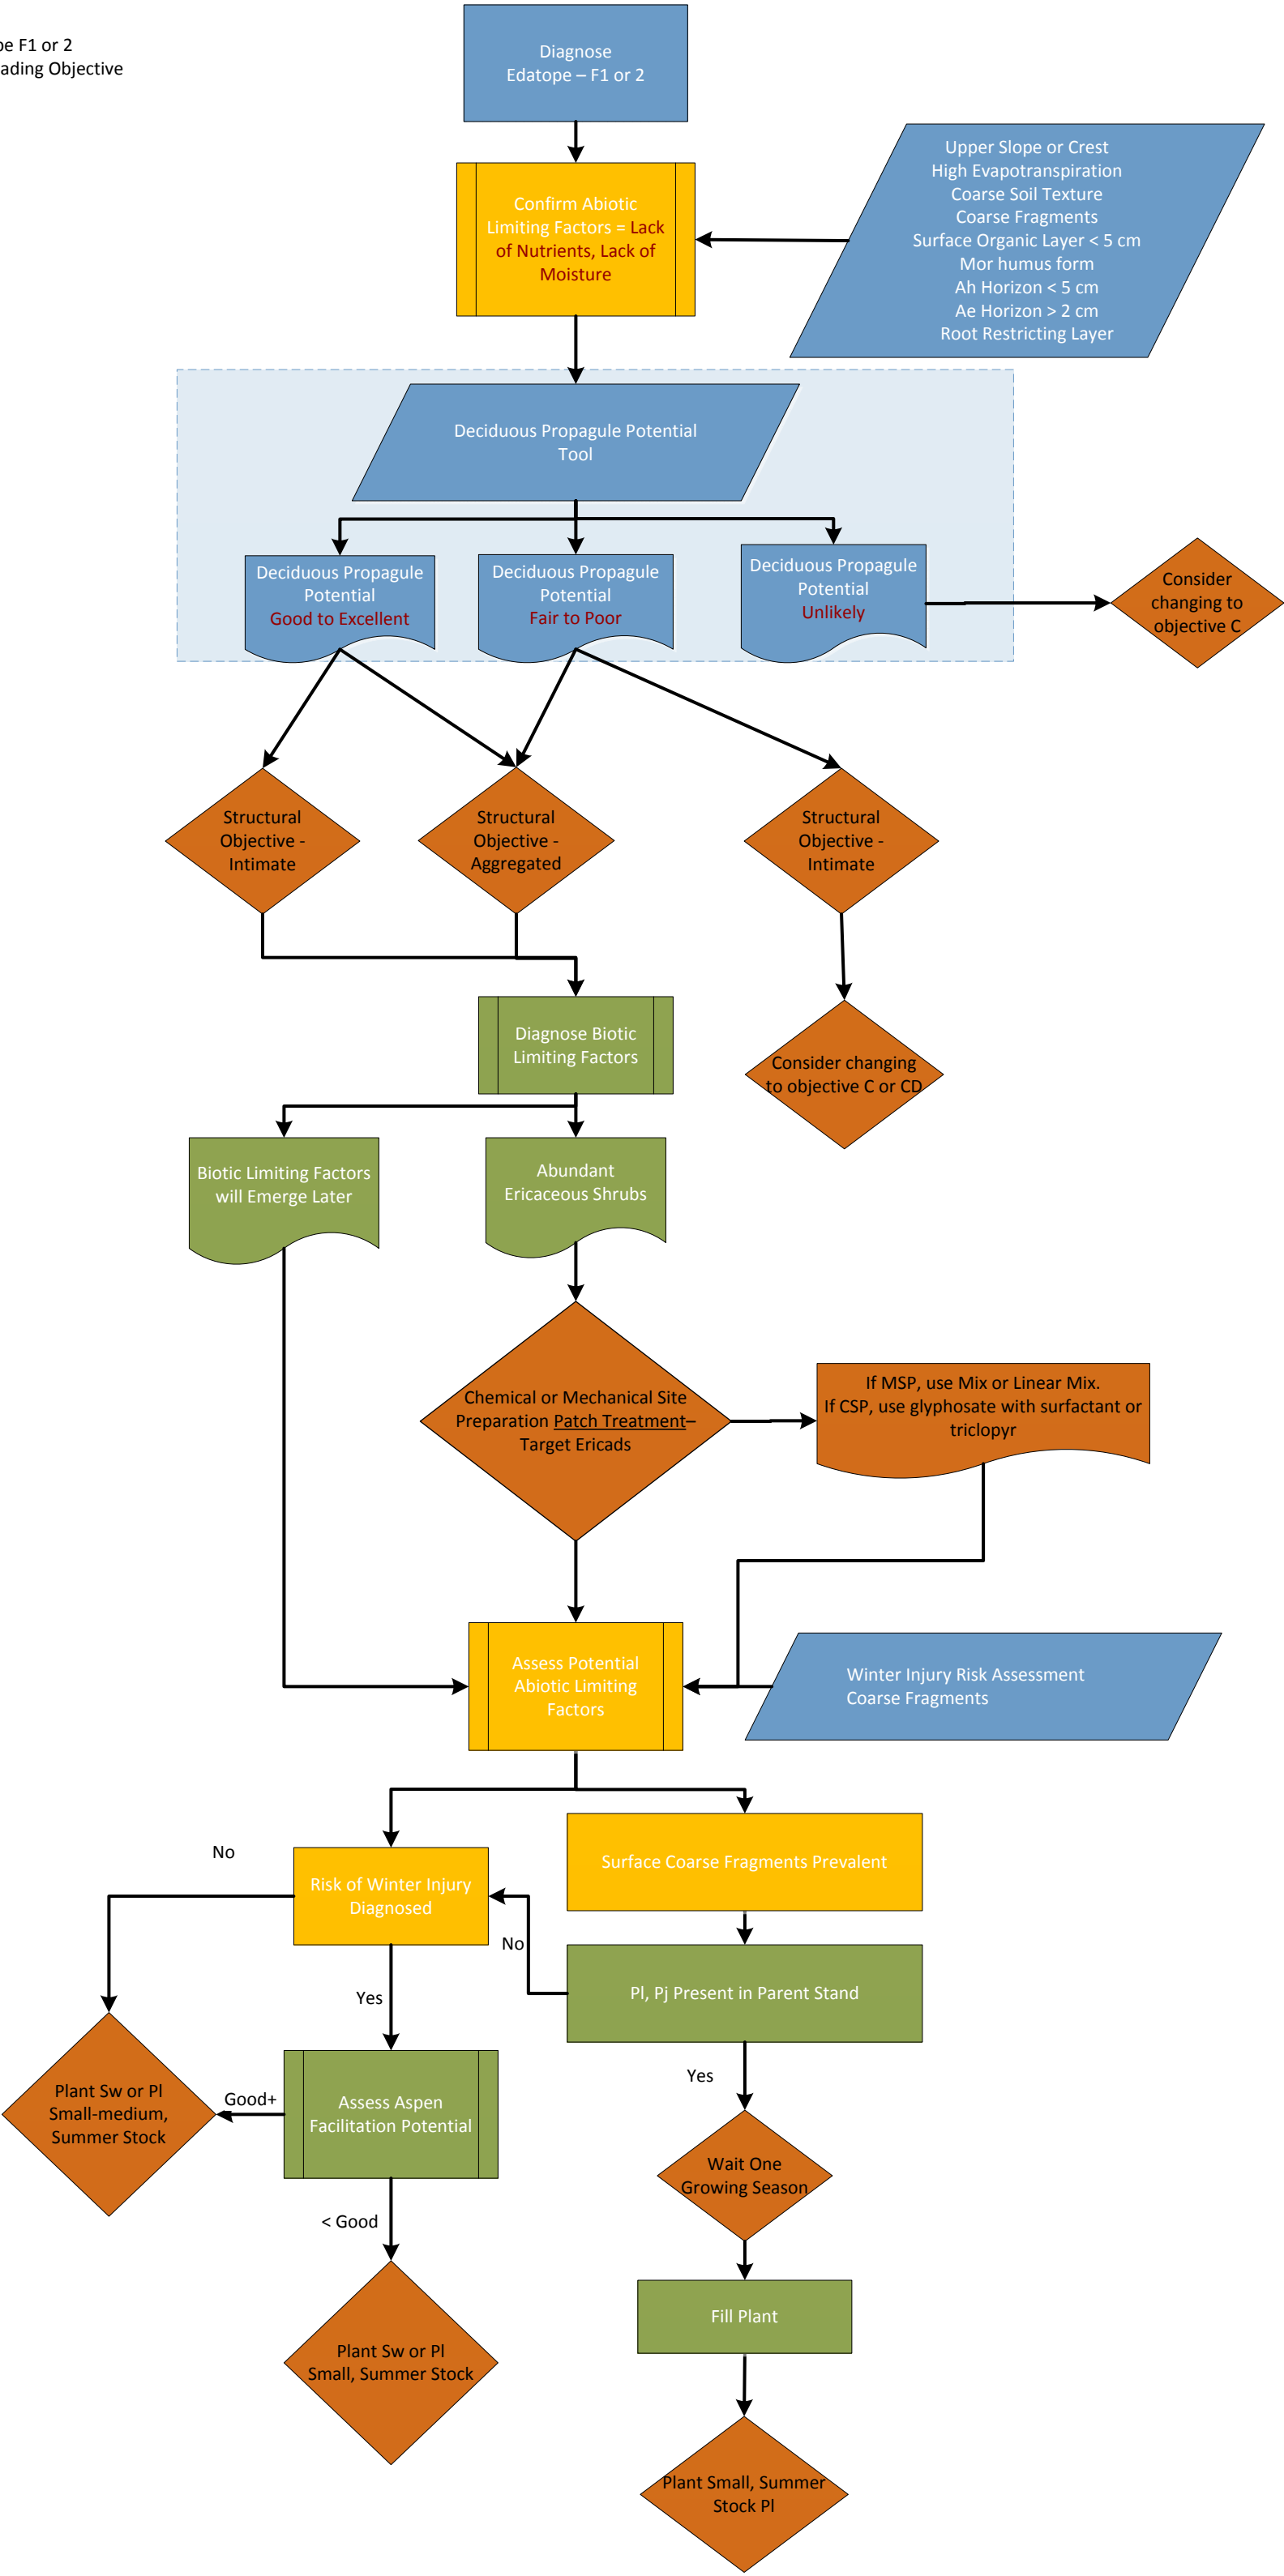 F1 or 2
Objective
Diagnose
Edatope – F1 or 2
Upper Slope or Crest
High Evapotranspiration
Coarse Soil Texture
Coarse Fragments
Surface Organic Layer < 5 cm
Mor humus form
Ah Horizon < 5 cm
Ae Horizon > 2 cm
Root Restricting Layer
Confirm Abiotic
Limiting Factors = Lack
of Nutrients, Lack of
Moisture
Deciduous Propagule Potential
Tool
Deciduous Propagule
Potential
Good to Excellent
Deciduous Propagule
Potential
Fair to Poor
Deciduous Propagule
Potential
Unlikely
Consider
changing to
objective C
Structural
Objective -
Intimate
Structural
Objective -
Aggregated
Structural
Objective -
Intimate
Diagnose Biotic
Limiting Factors
Consider changing
to objective C or CD
Biotic Limiting Factors
will Emerge Later
Abundant
Ericaceous Shrubs
Chemical or Mechanical Site
Preparation Patch Treatment–
Target Ericads
If MSP, use Mix or Linear Mix.
If CSP, use glyphosate with surfactant or
triclopyr
Assess Potential
Abiotic Limiting
Factors
Winter Injury Risk Assessment
Coarse Fragments
No
Risk of Winter Injury
Diagnosed
Surface Coarse Fragments Prevalent
No
Pl, Pj Present in Parent Stand
Yes
Yes
Plant Sw or Pl
Small-medium,
Summer Stock
Good+
Assess Aspen
Facilitation Potential
Wait One
Growing Season
< Good
Fill Plant
Plant Sw or Pl
Small, Summer Stock
Plant Small, Summer
Stock Pl